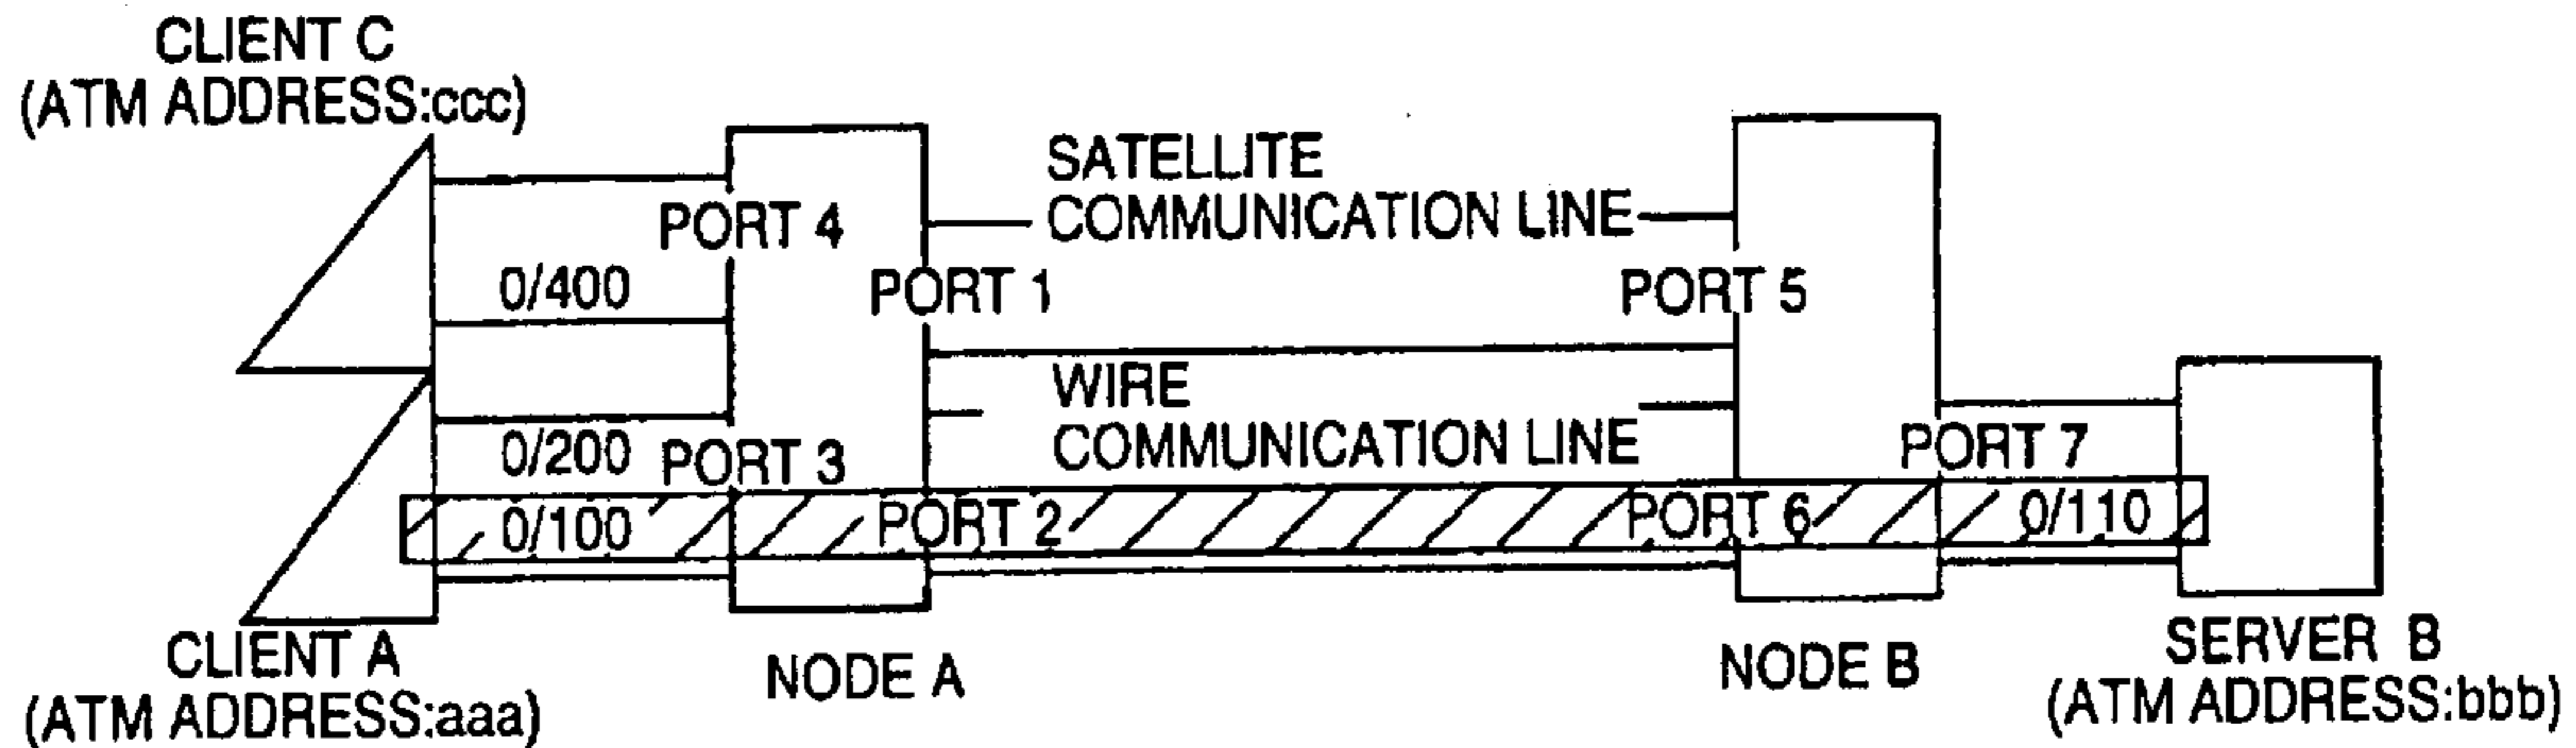 CLIENT C
(ATM ADDRESS:ccc)
SATELLITE
COMMUNICATION LINE
PORT 4
0/400
PORT 1
PORT 5
WIRE
COMMUNICATION LINE
0/200
PORT 3
PORT 7
0/100
PORT 2
PORT 6
0/110
CLIENT A
(ATM ADDRESS:aaa)
NODE A
NODE B
SERVER B
(ATM ADDRESS:bbb)